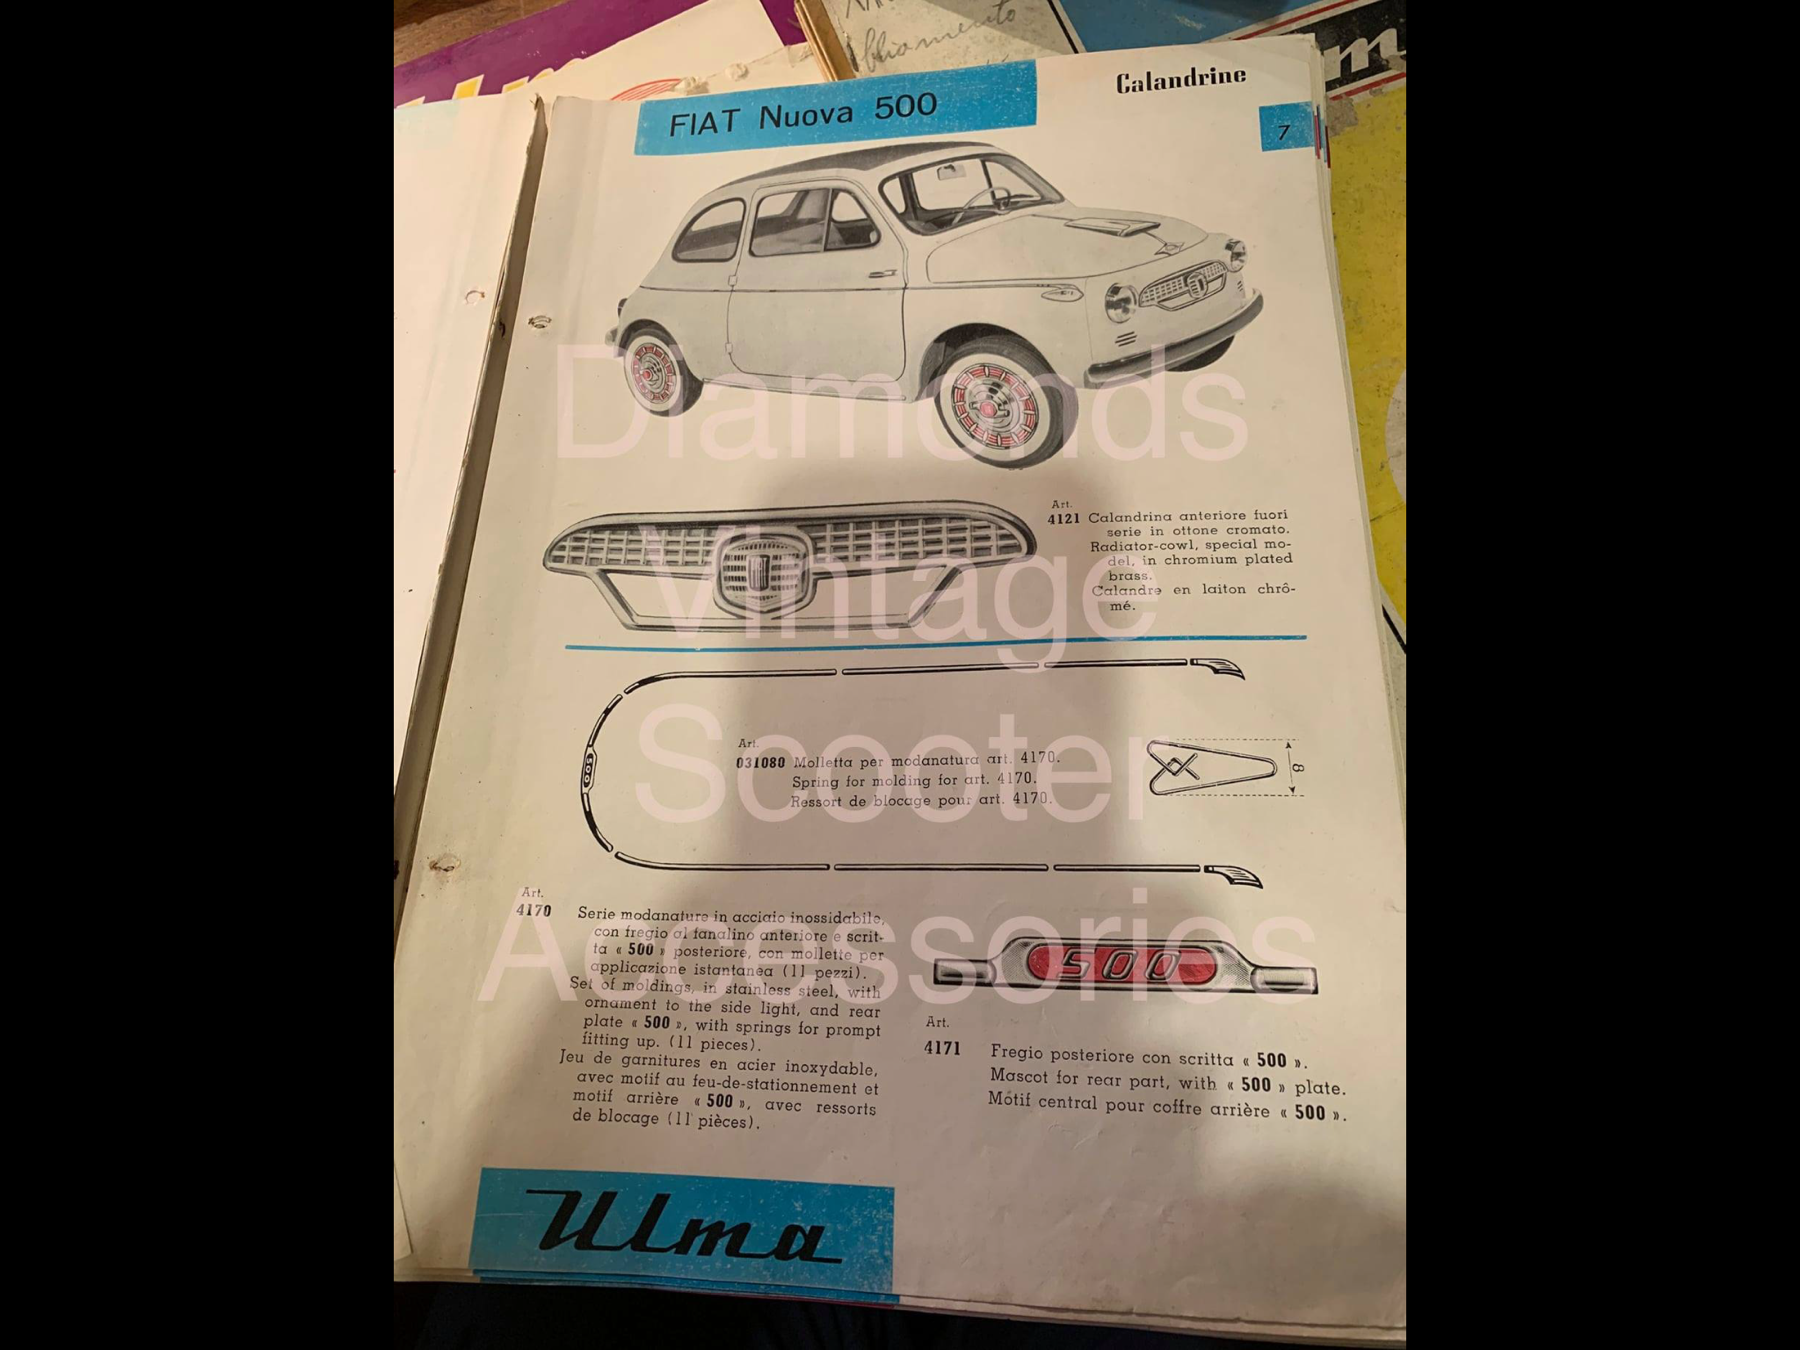 Calandrine
FIAT Nuova 500
7
Art.
4121 Calandrina anteriore fuori
serie in ottone cromato.
Radiator-cowl, special mo-
del, in chromium plated
brass.
Calandre en laiton chrô-
mé.
Art.
031080 Molletta per modanatura art. 4170.
Spring for molding for art. 4170.
Ressort de blocage pour art. 4170.
8
500
Art.
4170 Serie modanature in acciaio inossidabile,
con fregio al fanalino anteriore e scrit-
ta « 500 » posteriore, con mollette per
applicazione istantanea (11 pezzi).
Set of moldings, in stainless steel, with
ornament to the side light, and rear
plate « 500 », with springs for prompt
fitting up. (11 pieces).
Jeu de garnitures en acier inoxydable,
avec motif au feu-de-stationnement et
motif arrière « 500 », avec ressorts
de blocage (11 pièces).
500
Art.
4171 Fregio posteriore con scritta « 500 ».
Mascot for rear part, with « 500 » plate.
Motif central pour coffre arrière « 500 ».
Ulma
Diamonds
Vintage
Scooter
Accessories